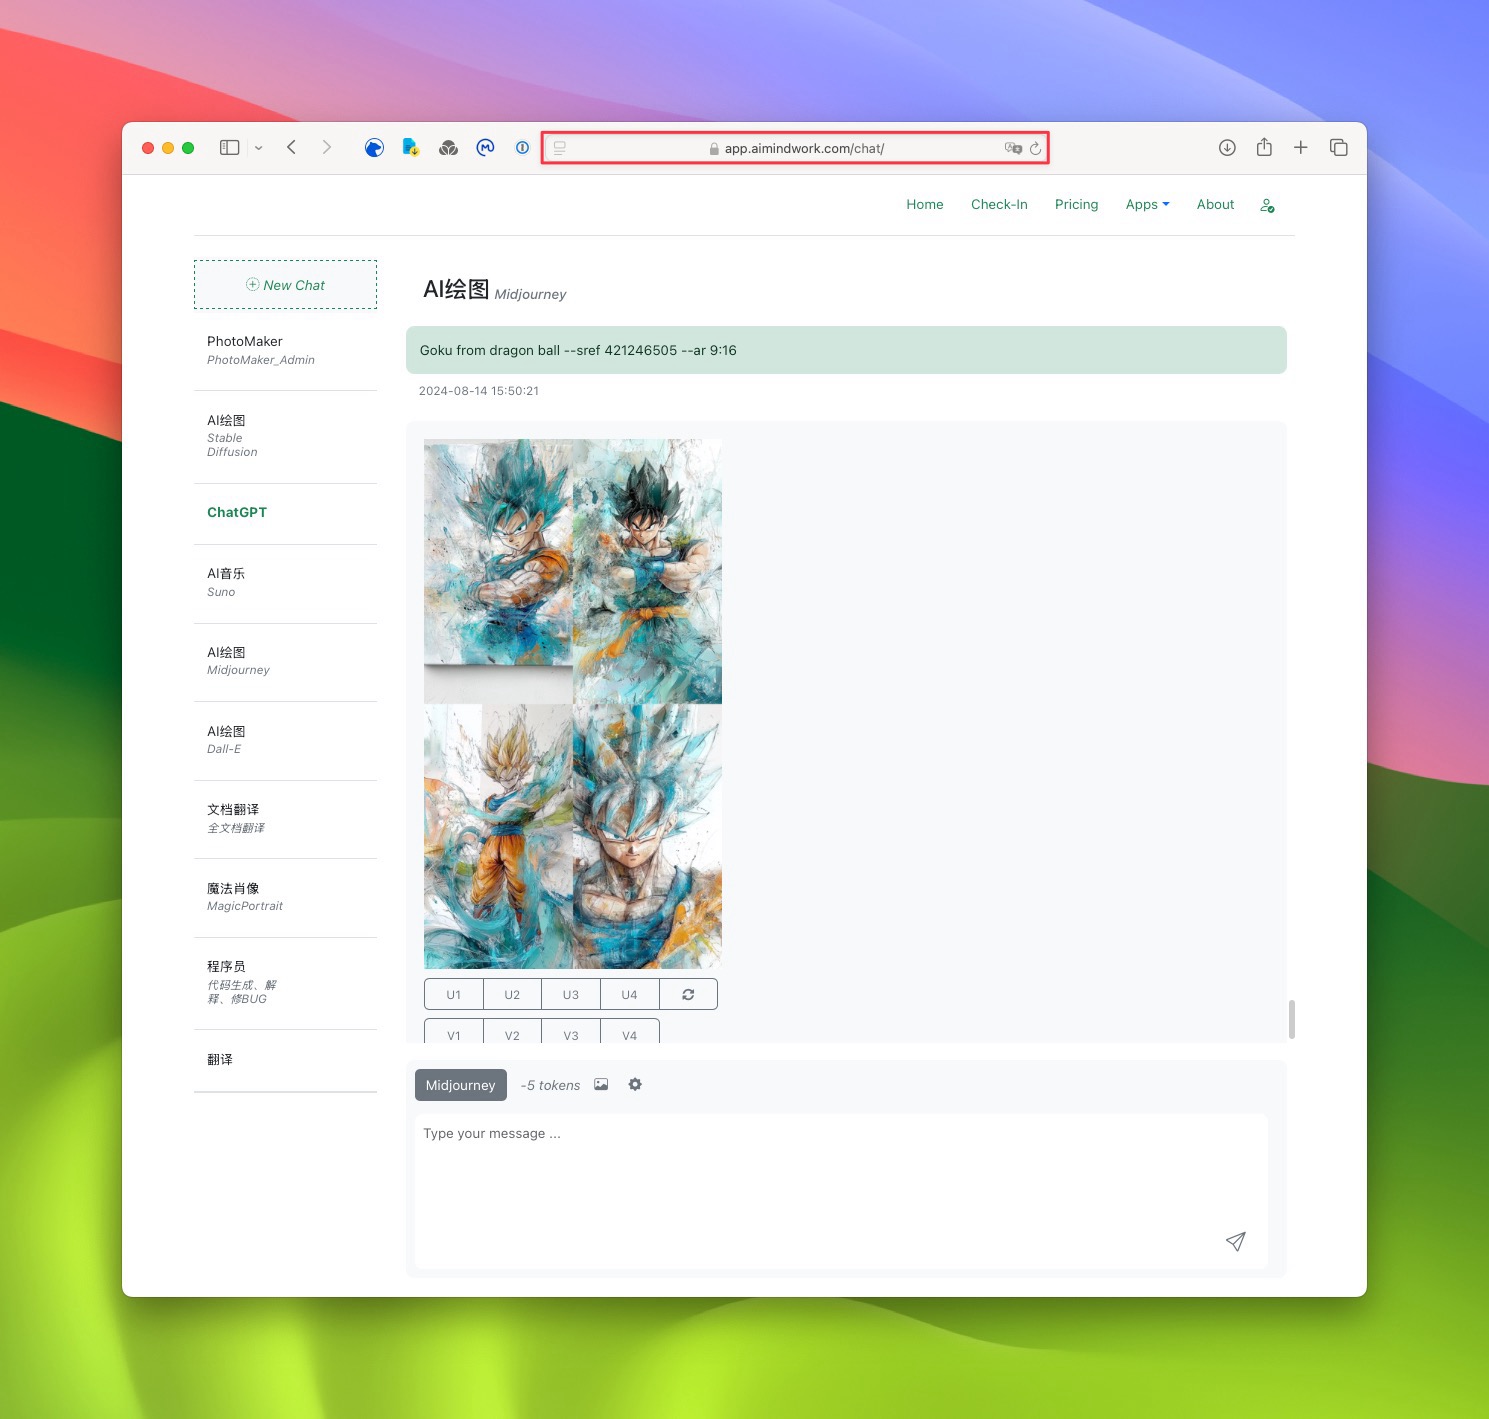 app.aimindwork.com/chat/
Home
Check-In
Pricing
Apps
About
New Chat
PhotoMaker
PhotoMaker_Admin
AI绘图
Stable
Diffusion
ChatGPT
AI音乐
Suno
AI绘图
Midjourney
AI绘图
Dall-E
文档翻译
全文档翻译
魔法肖像
MagicPortrait
程序员
代码生成、解
释、修BUG
翻译
AI绘图 Midjourney
Goku from dragon ball --sref 421246505 --ar 9:16
2024-08-14 15:50:21
U1
U2
U3
U4
V1
V2
V3
V4
Midjourney
-5 tokens
Type your message ...